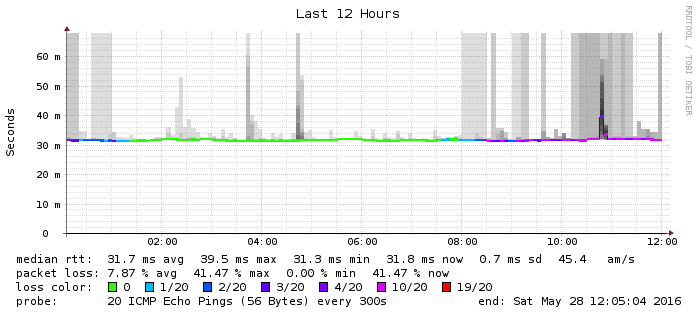 Last 12 Hours
RRDTOOL / TOBI OETIKER
Seconds
60 m
50 m
40 m
30 m
20 m
10 m
0
02:00 04:00 06:00 08:00 10:00 12:00
median rtt: 31.7 ms avg 39.5 ms max 31.3 ms min 31.8 ms now 0.7 ms sd 45.4 am/s
packet loss: 7.87 % avg 41.47 % max 0.00 % min 41.47 % now
loss color: 0 1/20 2/20 3/20 4/20 10/20 19/20
probe: 20 ICMP Echo Pings (56 Bytes) every 300s end: Sat May 28 12:05:04 2016